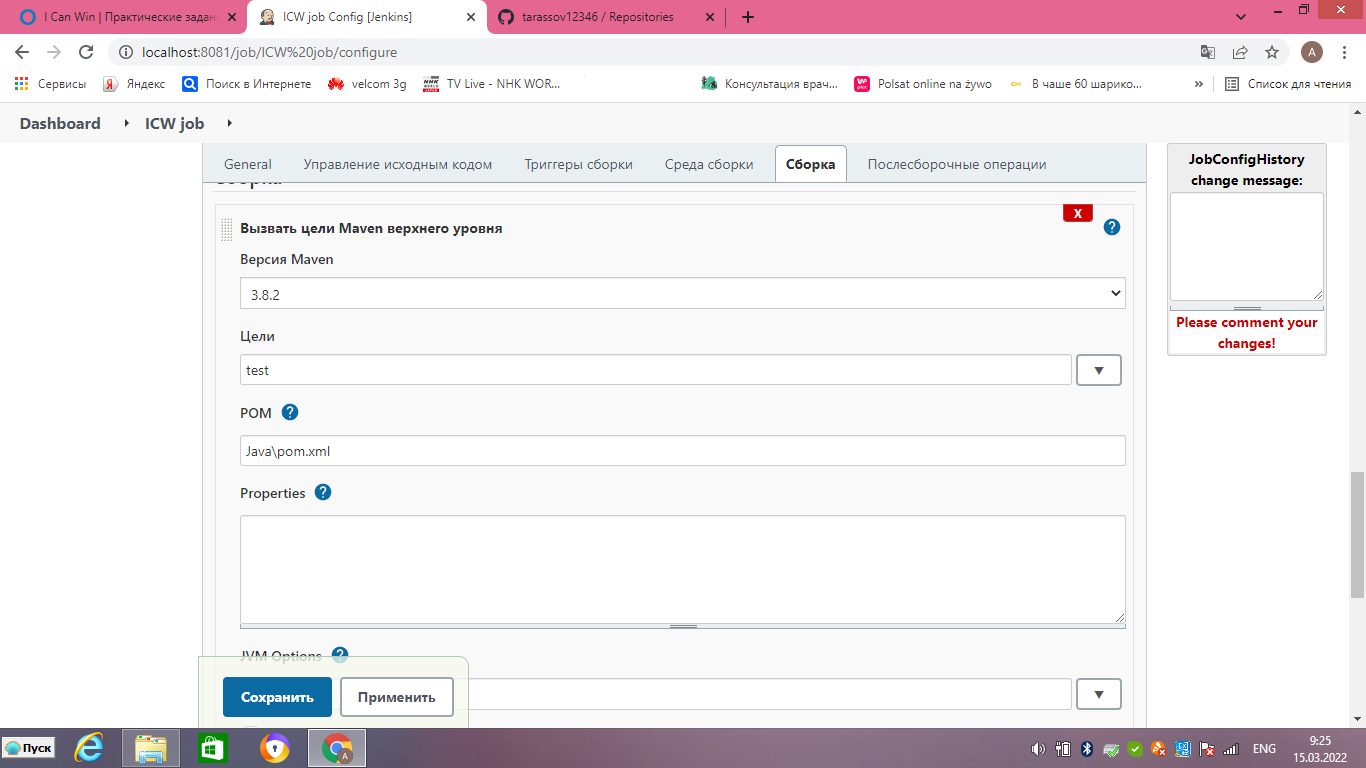 I Can Win | Практические задани
ICW job Config [Jenkins]
tarassov12346 / Repositories
localhost:8081/job/ICW%20job/configure
A
Сервисы
Яндекс
Поиск в Интернете
velcom 3g
TV Live - NHK WOR...
Консультация врач...
Polsat online na żywo
В чаше 60 шарико...
»
Список для чтения
Dashboard
ICW job
General
Управление исходным кодом
Триггеры сборки
Среда сборки
Сборка
Послесборочные операции
JobConfigHistory
change message:
Please comment your
changes!
Сборка
X
Вызвать цели Maven верхнего уровня
?
Версия Maven
3.8.2
Цели
test
POM ?
Java\pom.xml
Properties ?
JVM Options ?
Сохранить
Применить
Пуск
ENG
9:25
15.03.2022